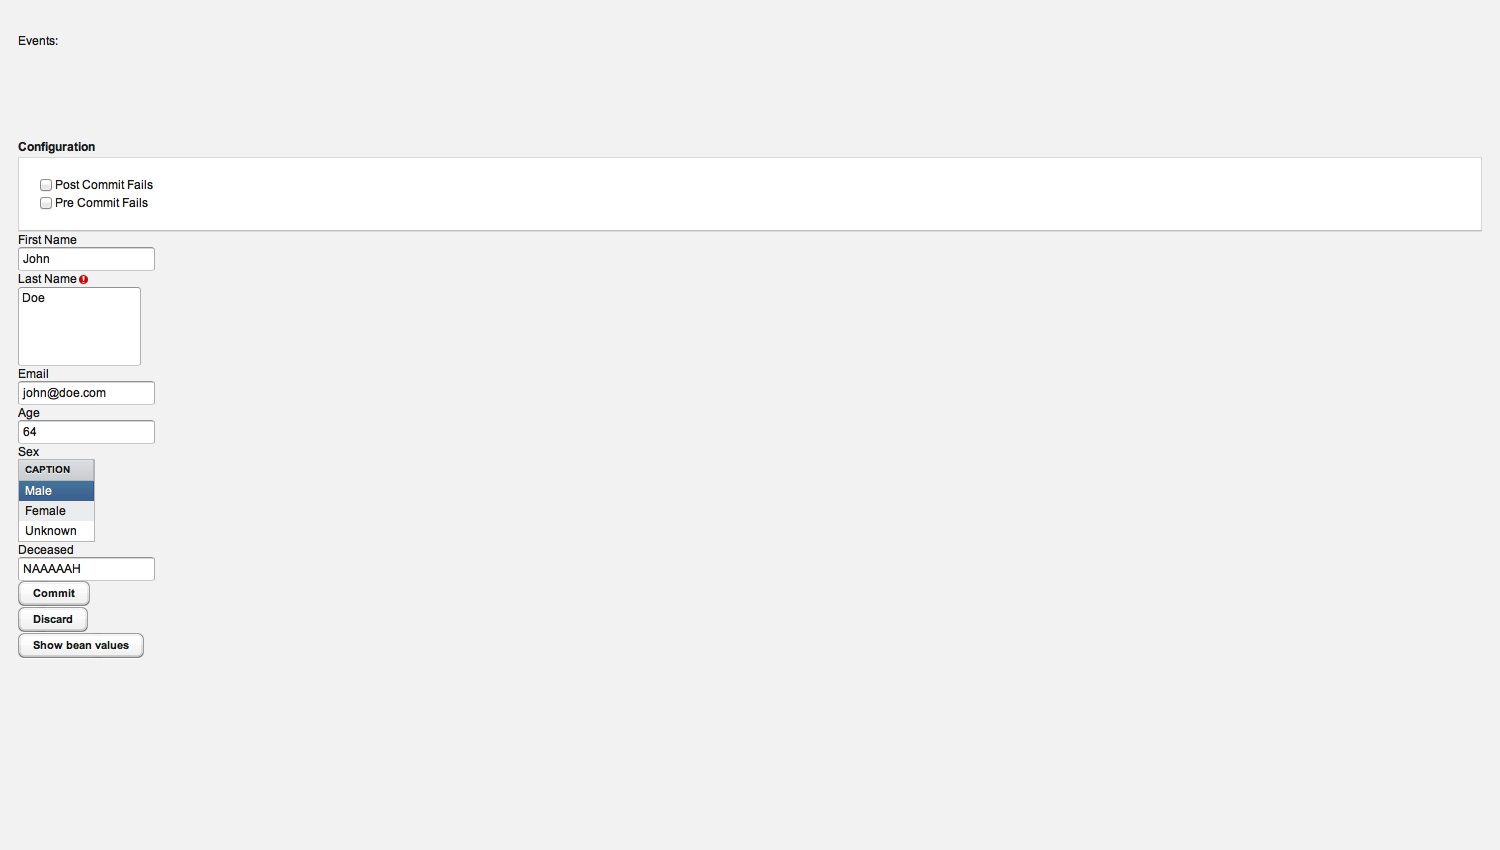 Events:
Configuration
Post Commit Fails
Pre Commit Fails
First Name
John
Last Name
Doe
Email
john@doe.com
Age
64
Sex
CAPTION
Male
Female
Unknown
Deceased
NAAAAAH
Commit
Discard
Show bean values